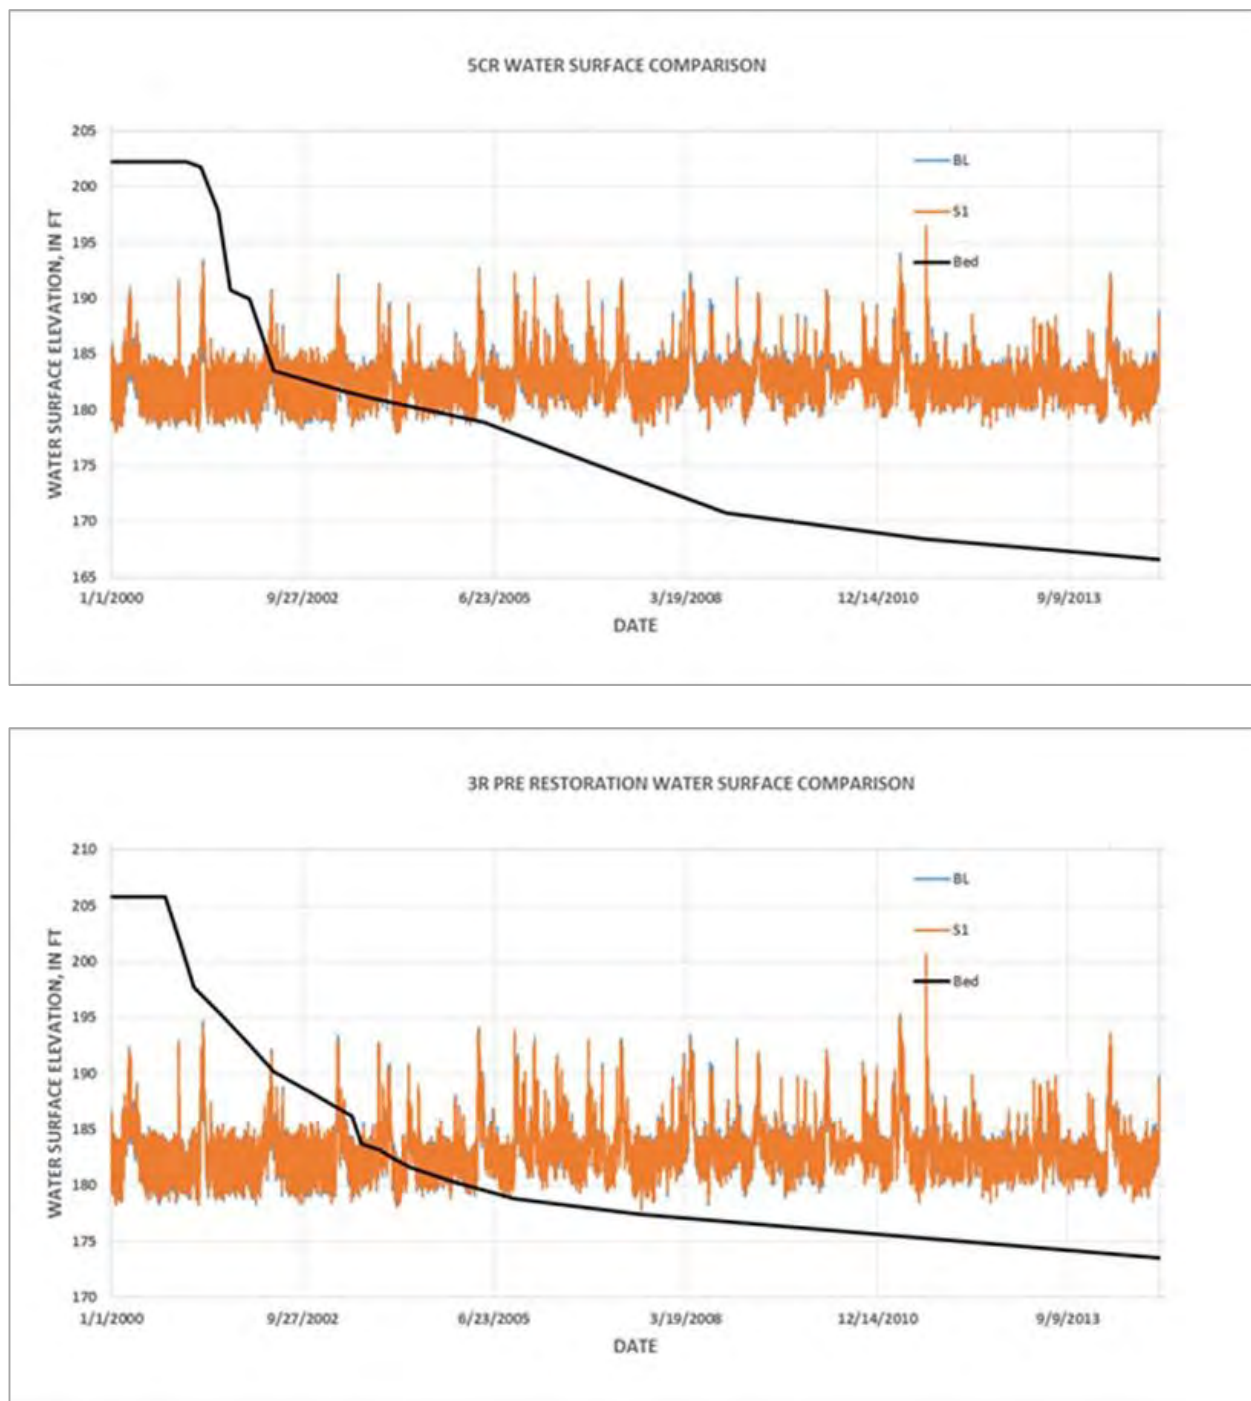 5CR WATER SURFACE COMPARISON
WATER SURFACE ELEVATION, IN FT
205
200
195
190
185
180
175
170
165
BL
S1
Bed
1/1/2000 9/27/2002 6/23/2005 3/19/2008 12/14/2010 9/9/2013
DATE
3R PRE RESTORATION WATER SURFACE COMPARISON
WATER SURFACE ELEVATION, IN FT
210
205
200
195
190
185
180
175
170
BL
S1
Bed
1/1/2000 9/27/2002 6/23/2005 3/19/2008 12/14/2010 9/9/2013
DATE